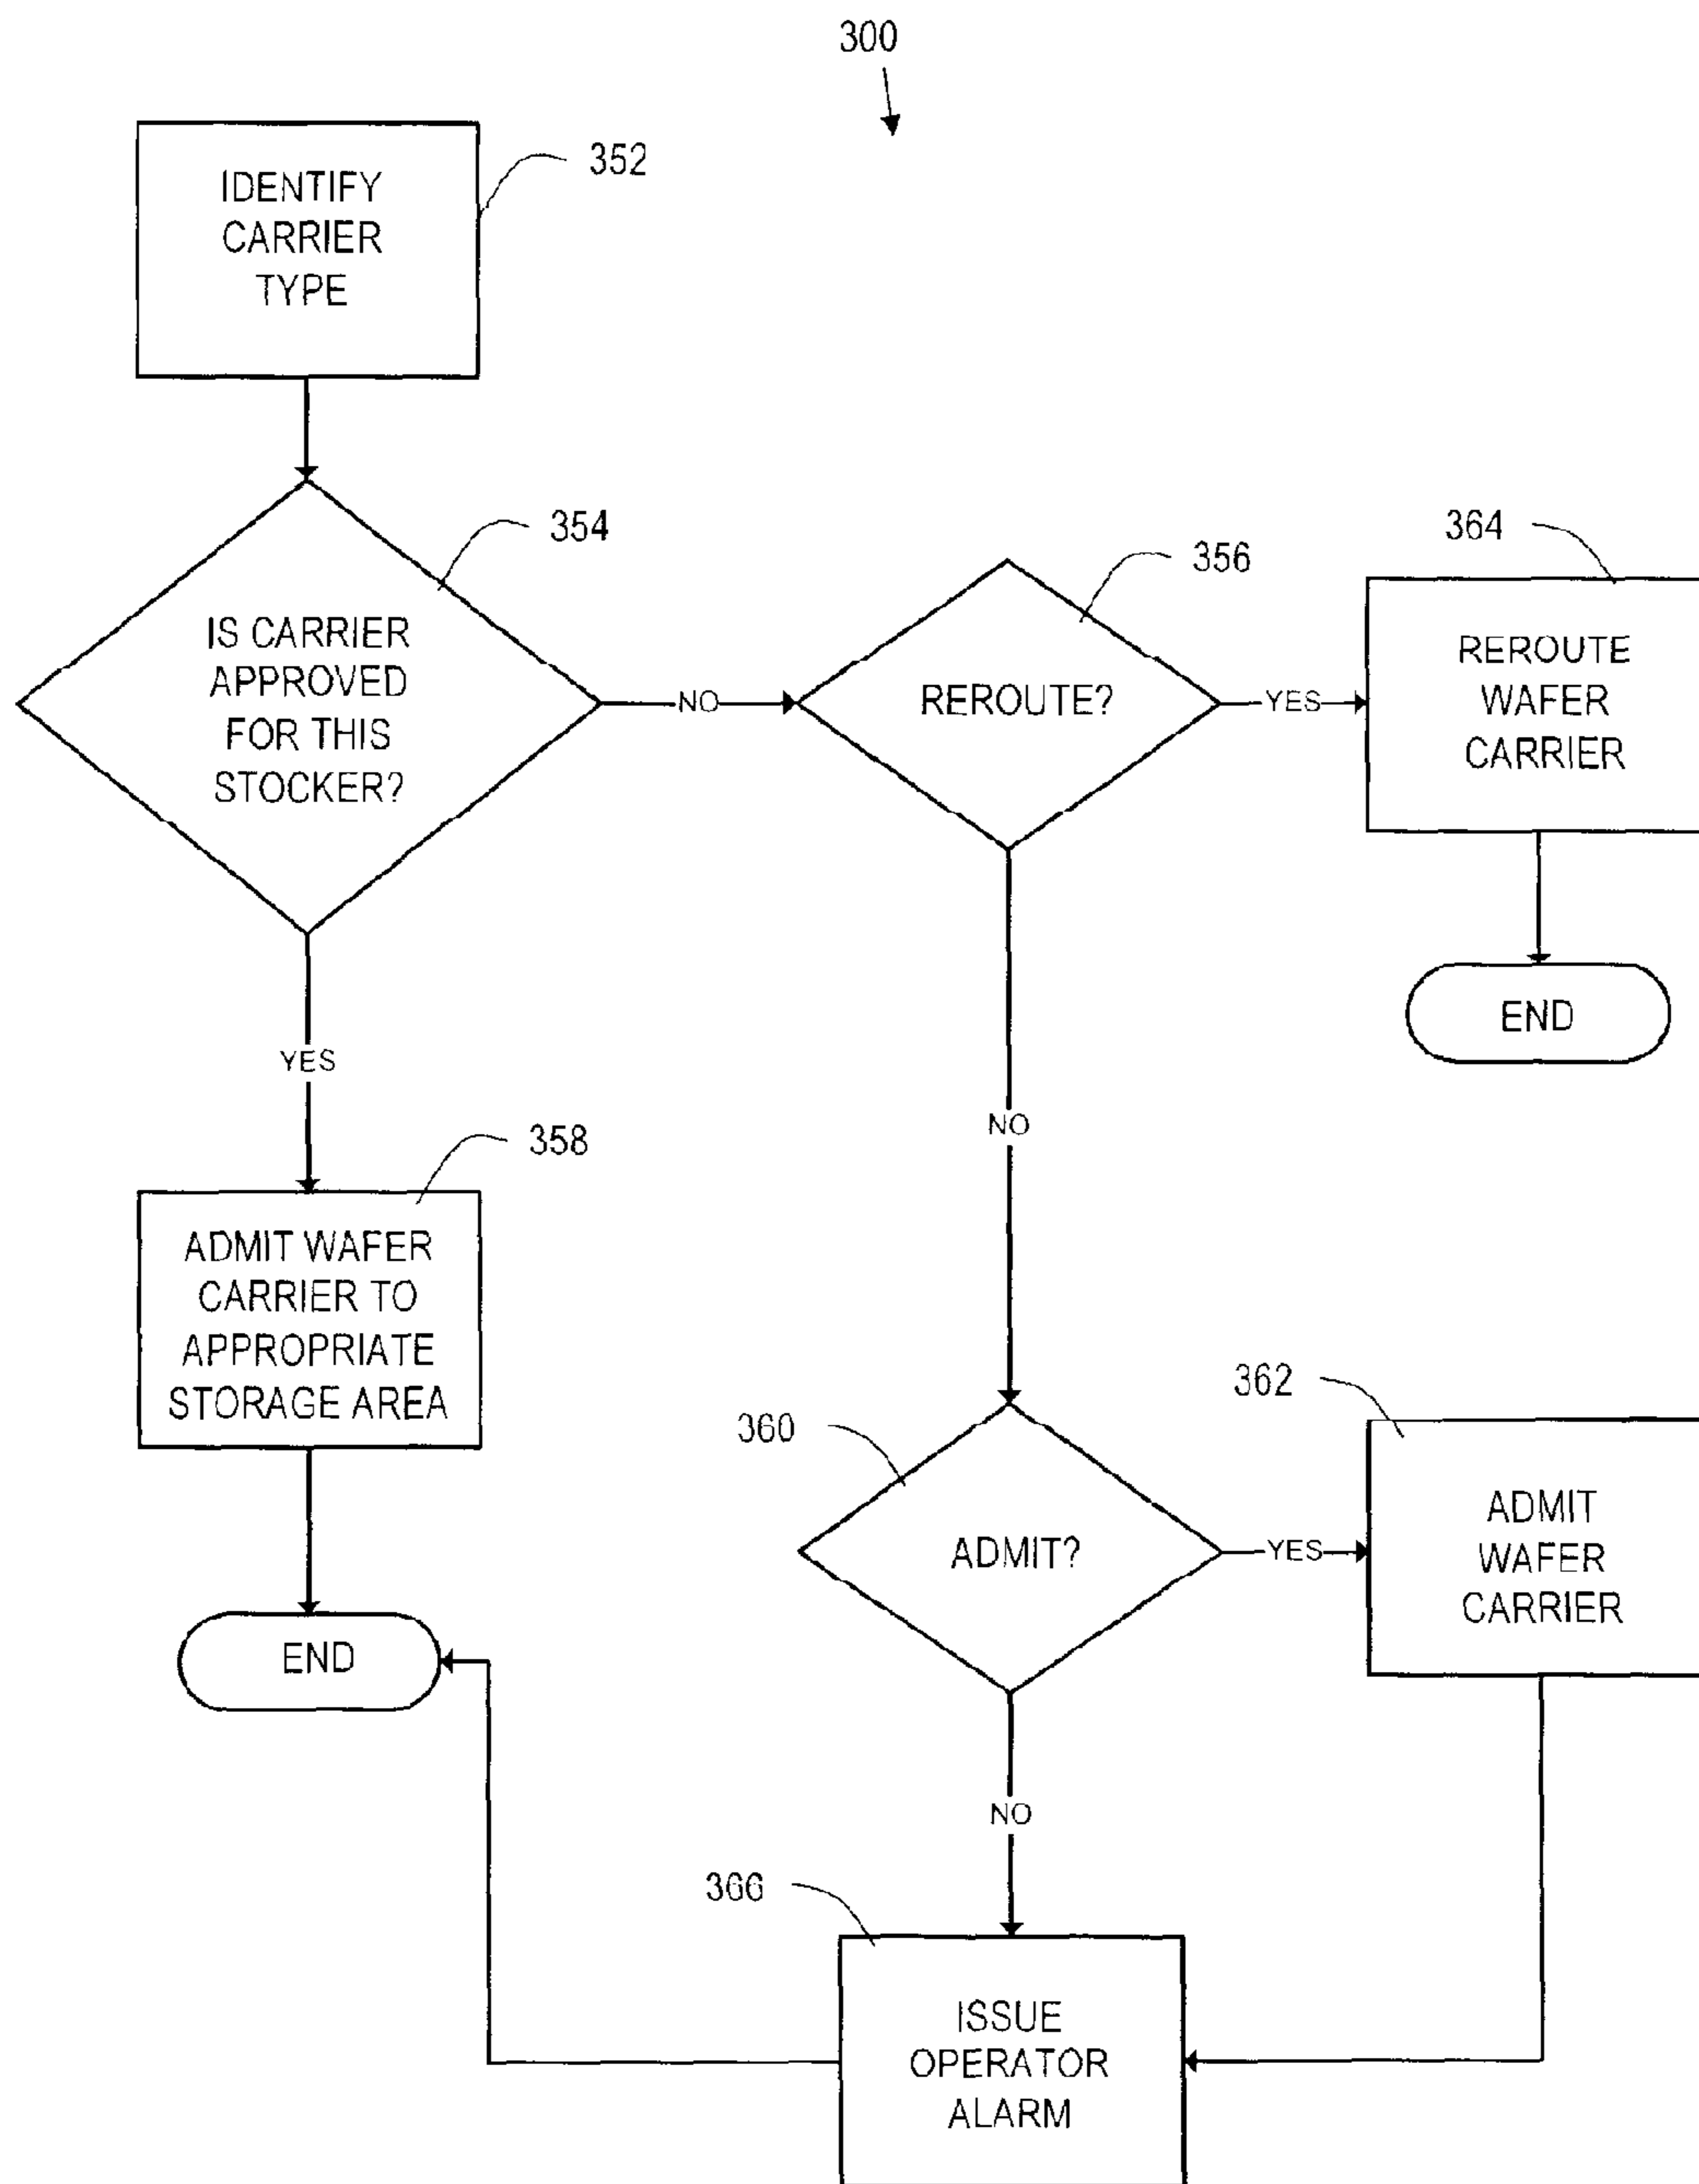 300
IDENTIFY
CARRIER
TYPE
352
IS CARRIER
APPROVED
FOR THIS
STOCKER?
354
NO
REROUTE?
356
YES
364
REROUTE
WAFER
CARRIER
END
YES
NO
358
ADMIT WAFER
CARRIER TO
APPROPRIATE
STORAGE AREA
END
360
ADMIT?
YES
362
ADMIT
WAFER
CARRIER
NO
366
ISSUE
OPERATOR
ALARM